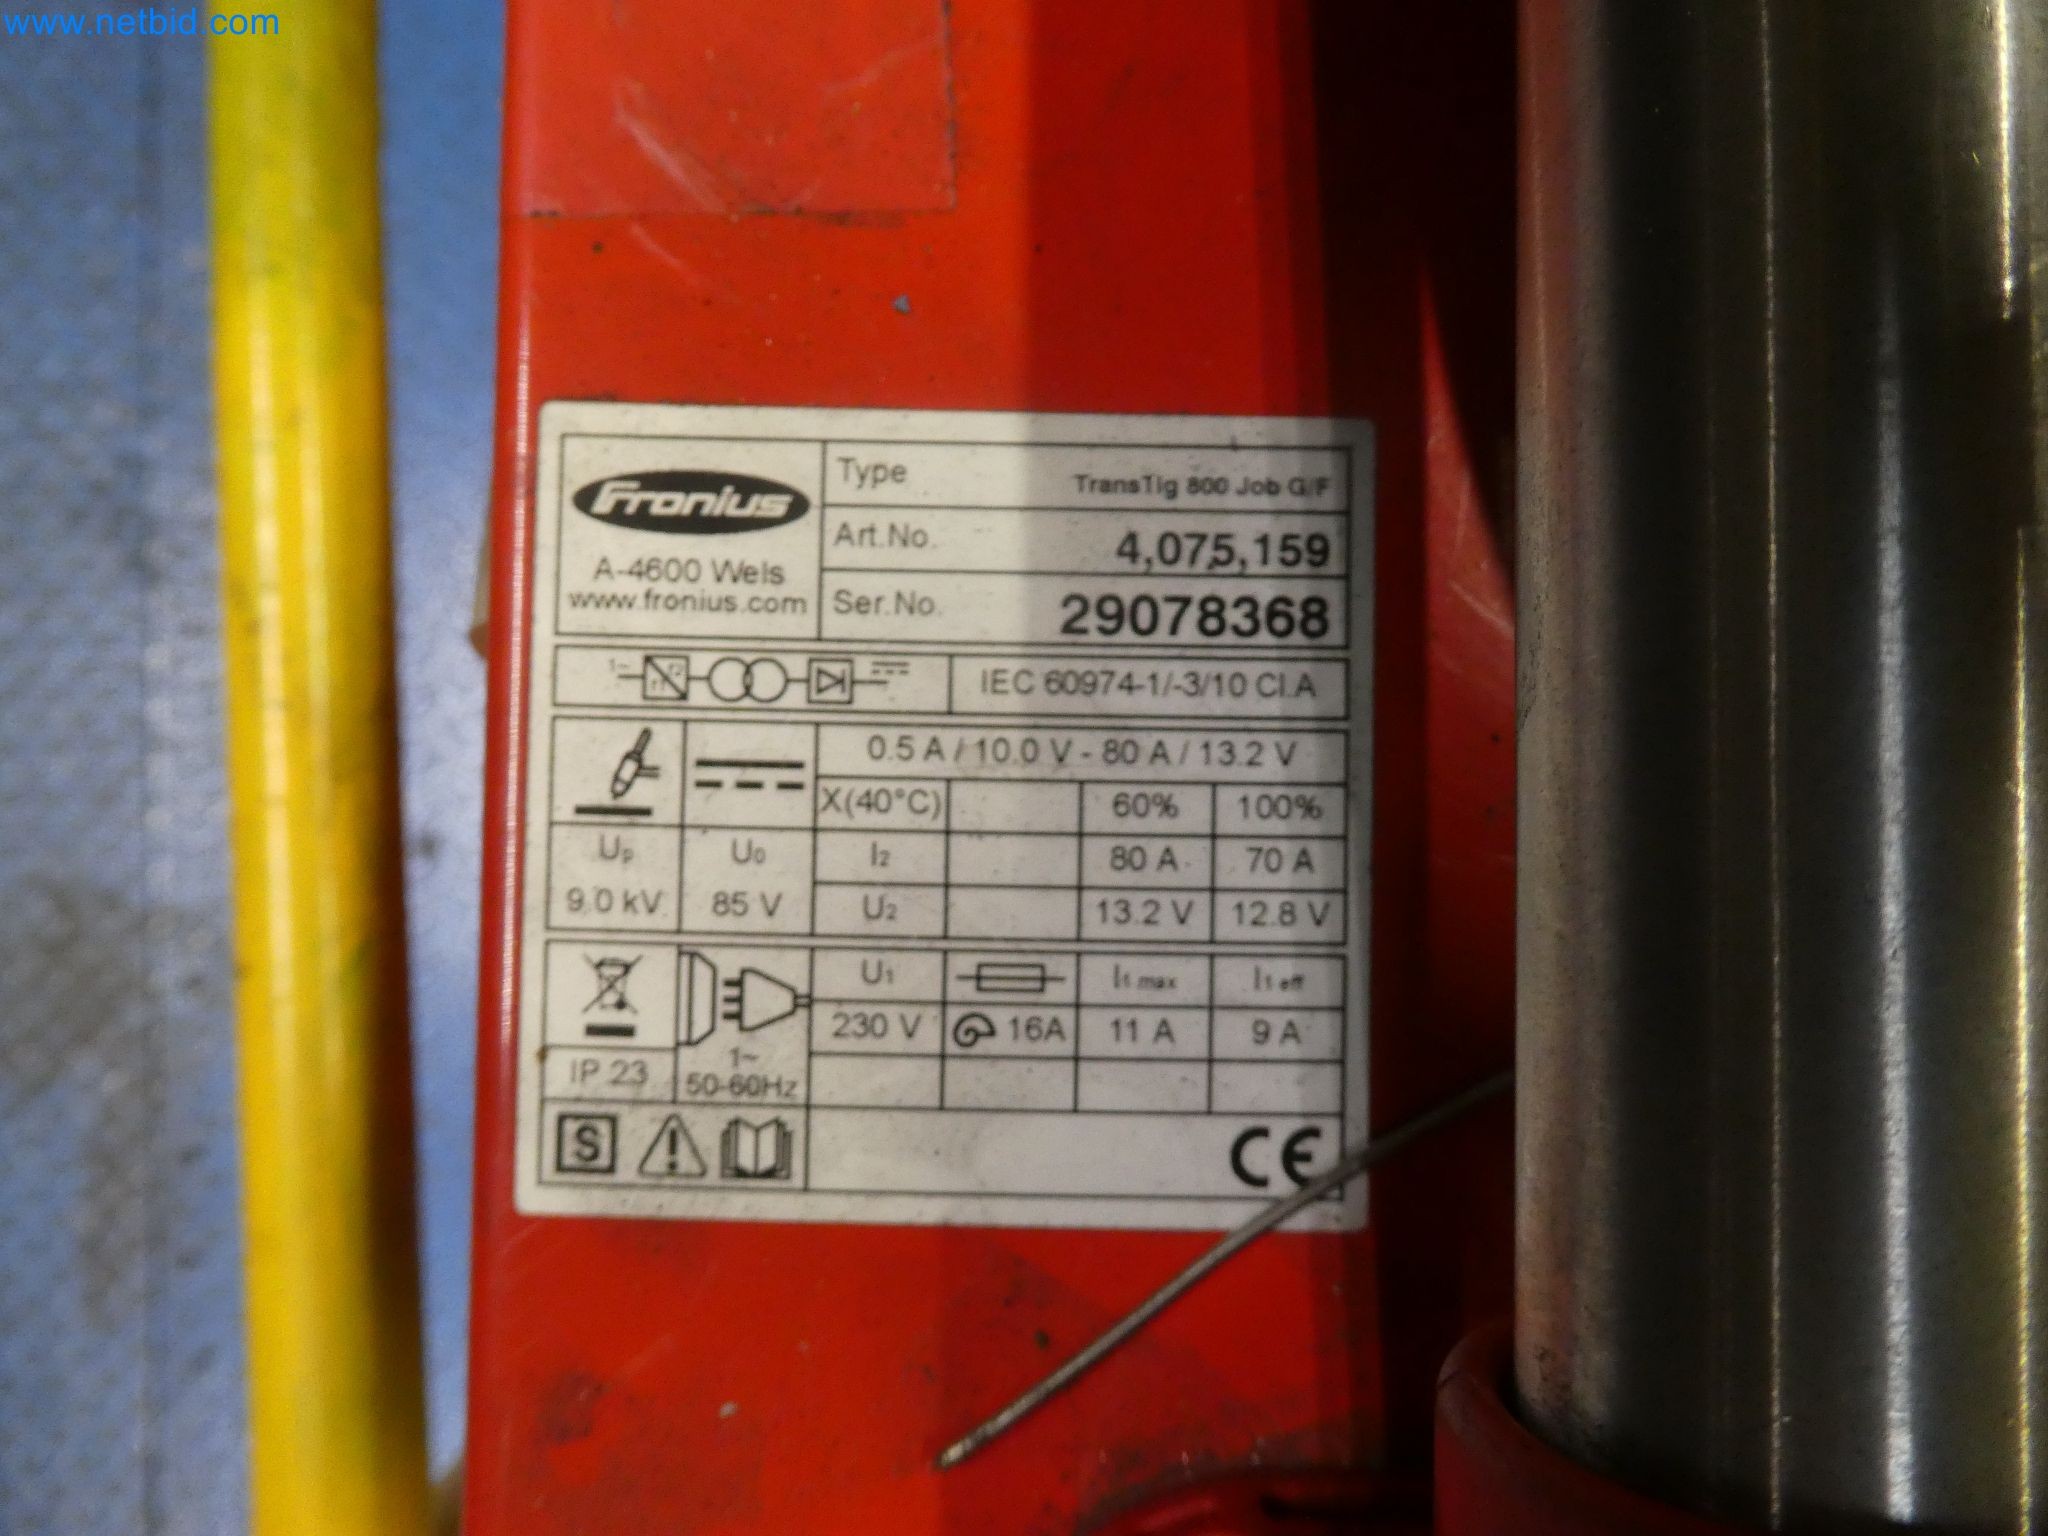 www.netbid.com
Fronius
A-4600 Wels
www.fronius.com
Type TransTig 800 Job G/F
Art.No. 4,075,159
Ser.No. 29078368
1~ f1 f2
IEC 60974-1/-3/10 Cl.A
0.5 A / 10.0 V - 80 A / 13.2 V
X(40°C) 60% 100%
Up U0 I2 80 A 70 A
9.0 kV 85 V U2 13.2 V 12.8 V
U1 I1 max I1 eff
230 V 16A 11 A 9 A
IP 23 1~
50-60Hz
S CE